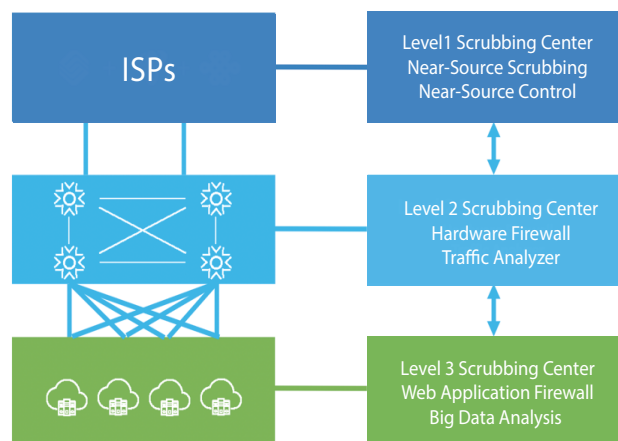 ISPs
Level1 Scrubbing Center
Near-Source Scrubbing
Near-Source Control
Level 2 Scrubbing Center
Hardware Firewall
Traffic Analyzer
Level 3 Scrubbing Center
Web Application Firewall
Big Data Analysis